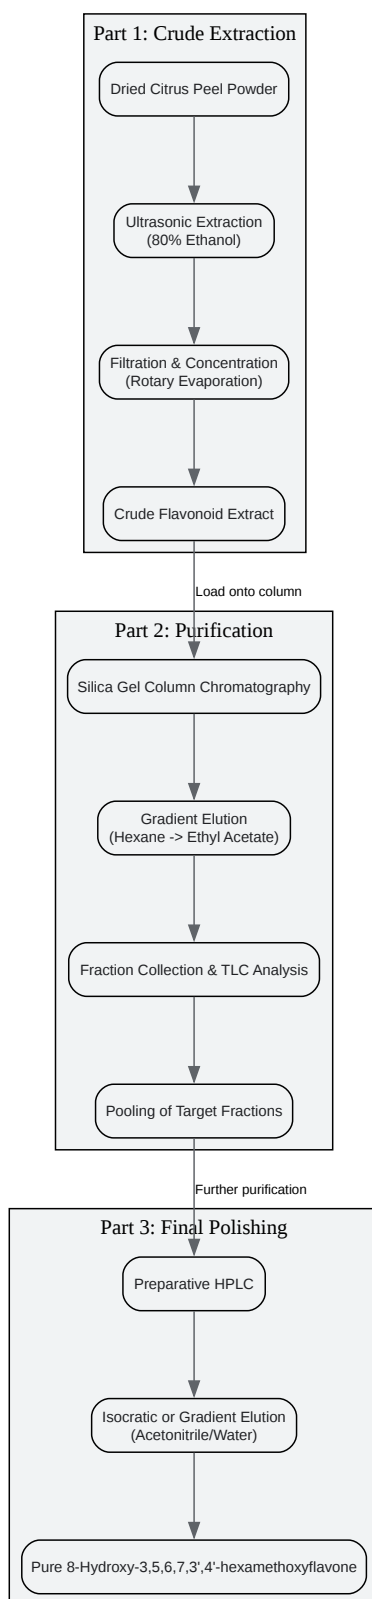 Part 1: Crude Extraction
Dried Citrus Peel Powder
Ultrasonic Extraction
(80% Ethanol)
Filtration & Concentration
(Rotary Evaporation)
Crude Flavonoid Extract
Load onto column
Part 2: Purification
Silica Gel Column Chromatography
Gradient Elution
(Hexane -> Ethyl Acetate)
Fraction Collection & TLC Analysis
Pooling of Target Fractions
Further purification
Part 3: Final Polishing
Preparative HPLC
Isocratic or Gradient Elution
(Acetonitrile/Water)
Pure 8-Hydroxy-3,5,6,7,3',4'-hexamethoxyflavone